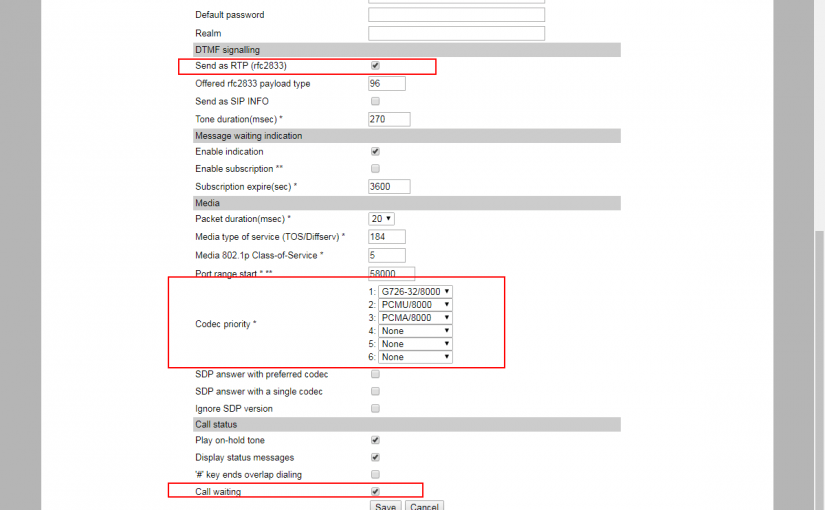 Default password
Realm
DTMF signalling
Send as RTP (rfc2833)
Offered rfc2833 payload type 96
Send as SIP INFO
Tone duration(msec) * 270
Message waiting indication
Enable indication
Enable subscription **
Subscription expire(sec) * 3600
Media
Packet duration(msec) * 20
Media type of service (TOS/Diffserv) * 184
Media 802.1p Class-of-Service * 5
Port range start * ** 58000
1: G726-32/8000
2: PCMU/8000
3: PCMA/8000
Codec priority * 4: None
5: None
6: None
SDP answer with preferred codec
SDP answer with a single codec
Ignore SDP version
Call status
Play on-hold tone
Display status messages
'#' key ends overlap dialing
Call waiting
Save Cancel